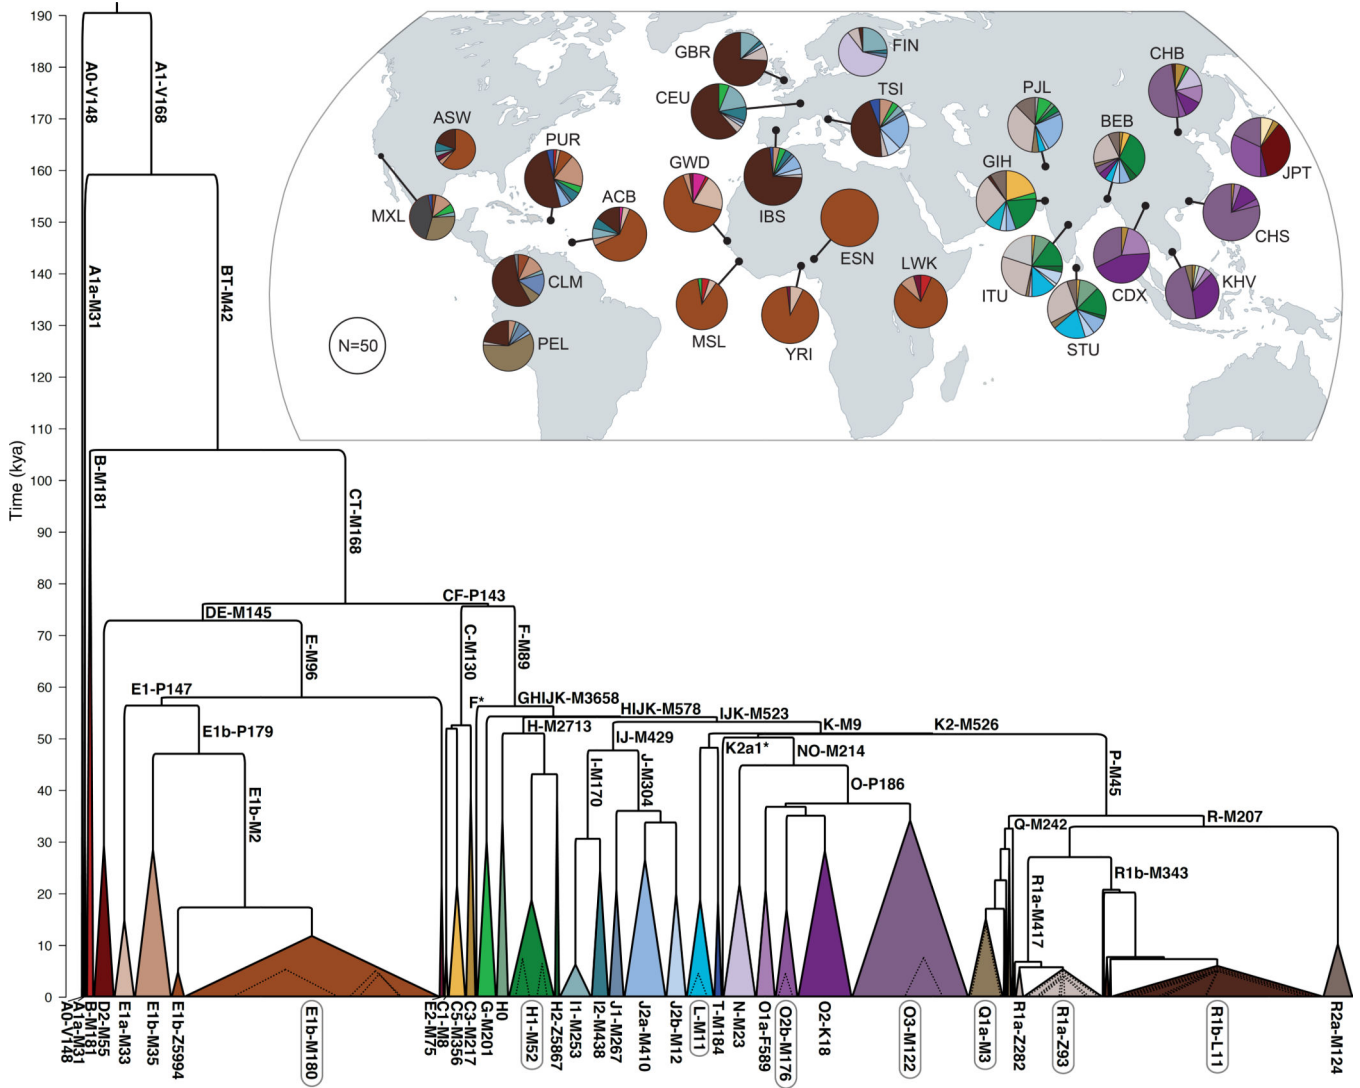 190
180
170
160
150
140
130
120
110
100
90
80
70
60
50
40
30
20
10
0
Time (kya)
GBR
FIN
CHB
CEU
TSI
PJL
BEB
JPT
ASW
PUR
GWD
GIH
MXL
ACB
IBS
ESN
CHS
CLM
LWK
ITU
CDX
KHV
N=50
PEL
MSL
YRI
STU
A0-V148
A1-V168
A1a-M31
BT-M42
B-M181
CT-M168
DE-M145
CF-P143
E-M96
C-M130
F-M89
E1-P147
F*
GHIJK-M3658
HIJK-M578
IJK-M523
E1b-P179
H-M2713
IJ-M429
K-M9
K2-M526
K2a1*
NO-M214
I-M170
J-M304
O-P186
P-M45
E1b-M2
Q-M242
R-M207
R1a-M417
R1b-M343
A0-V148
A1a-M31
B-M181
D2-M55
E1a-M33
E1b-M35
E1b-Z5994
E1b-M180
E2-M75
C1-M8
C5-M356
C3-M217
G-M201
H0
H1-M52
H2-Z5867
I1-M253
I2-M438
J1-M267
J2a-M410
J2b-M12
L-M11
T-M184
N-M23
O1a-F589
O2b-M176
O2-K18
O3-M122
Q1a-M3
R1a-Z282
R1a-Z93
R1b-L11
R2a-M124